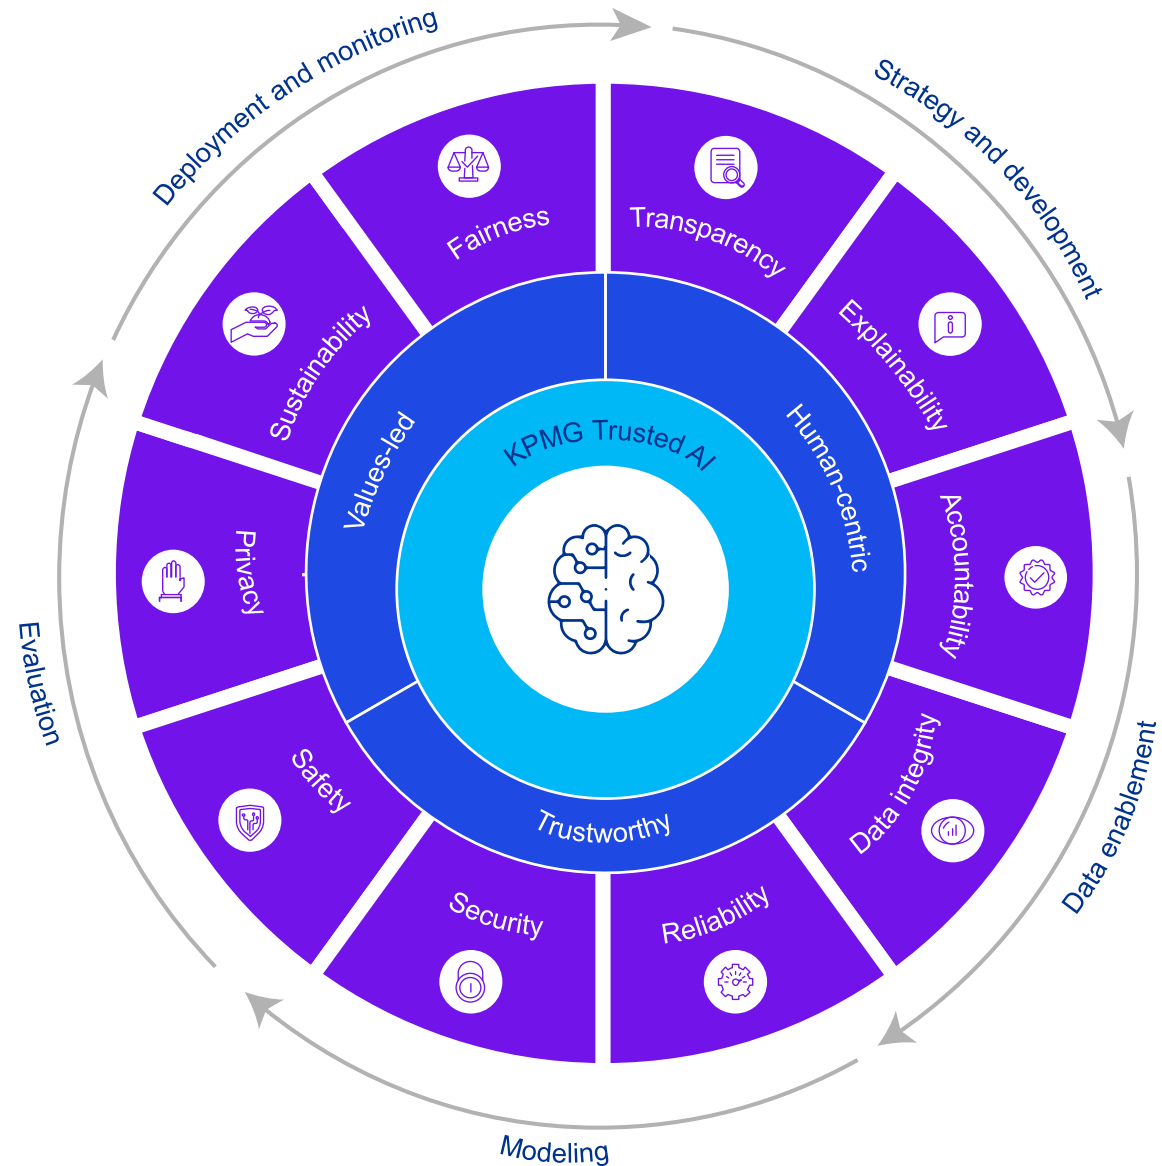 Deployment and monitoring
Strategy and development
Data enablement
Modeling
Evaluation
Fairness
Transparency
Explainability
Accountability
Data integrity
Reliability
Security
Safety
Privacy
Sustainability
Values-led
Human-centric
Trustworthy
KPMG Trusted AI